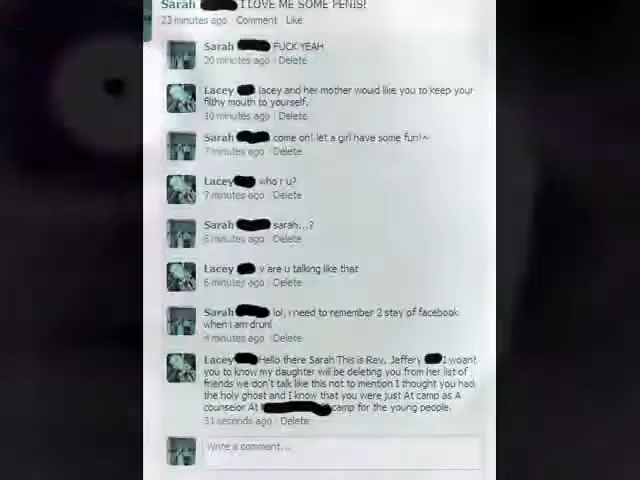 Sarah I LOVE ME SOME PENIS!
22 minutes ago · Comment · Like
Sarah FUCK YEAH
20 minutes ago · Delete
Lacey lacey and her mother would like you to keep your
filthy mouth to yourself.
10 minutes ago · Delete
Sarah come on! let a girl have some fun!~
7 minutes ago · Delete
Lacey who r u?
7 minutes ago · Delete
Sarah sarah...?
6 minutes ago · Delete
Lacey y are u talking like that
6 minutes ago · Delete
Sarah lol, i need to remember 2 stay of facebook
when i am drunl
4 minutes ago · Delete
Lacey Hello there Sarah This is Rev. Jeffery I woant
you to know my daughter will be deleting you from her list of
friends we don't talk like this not to mention I thought you had
the holy ghost and I know that you were just At camp as A
counselor At camp for the young people.
31 seconds ago · Delete
Write a comment...